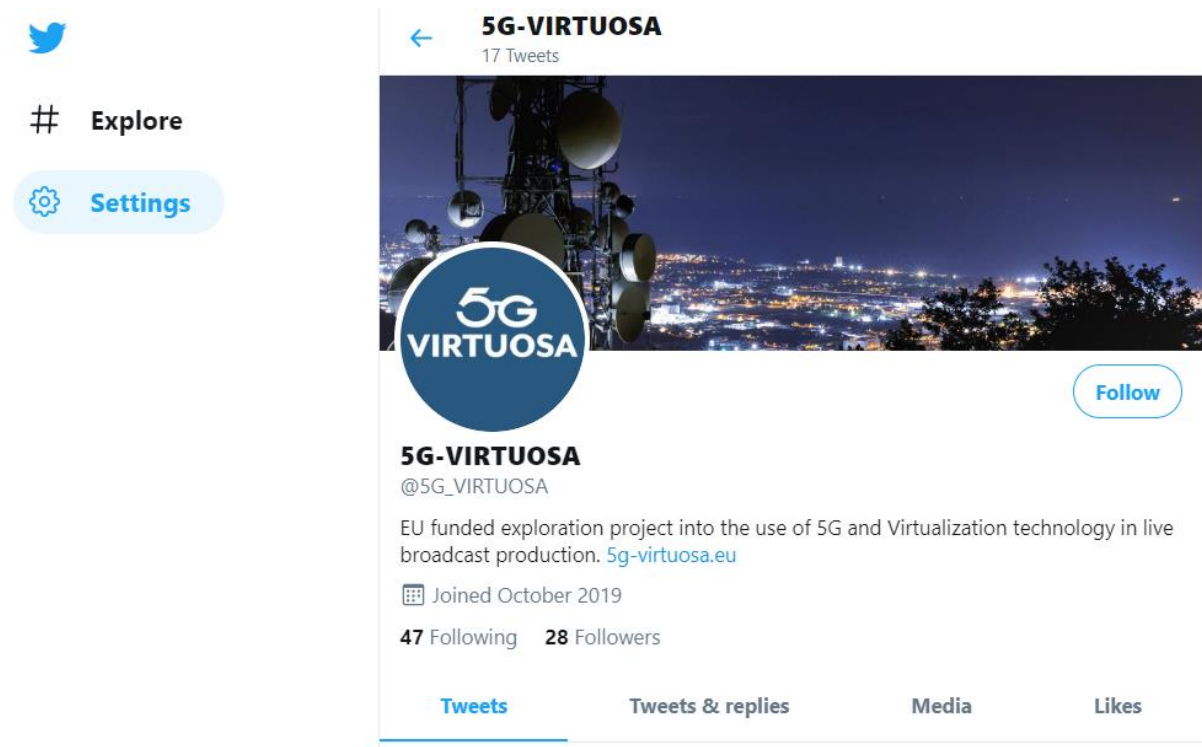 5G-VIRTUOSA
17 Tweets
# Explore
Settings
5G
VIRTUOSA
Follow
5G-VIRTUOSA
@5G_VIRTUOSA
EU funded exploration project into the use of 5G and Virtualization technology in live
broadcast production. 5g-virtuosa.eu
Joined October 2019
47 Following 28 Followers
Tweets Tweets & replies Media Likes